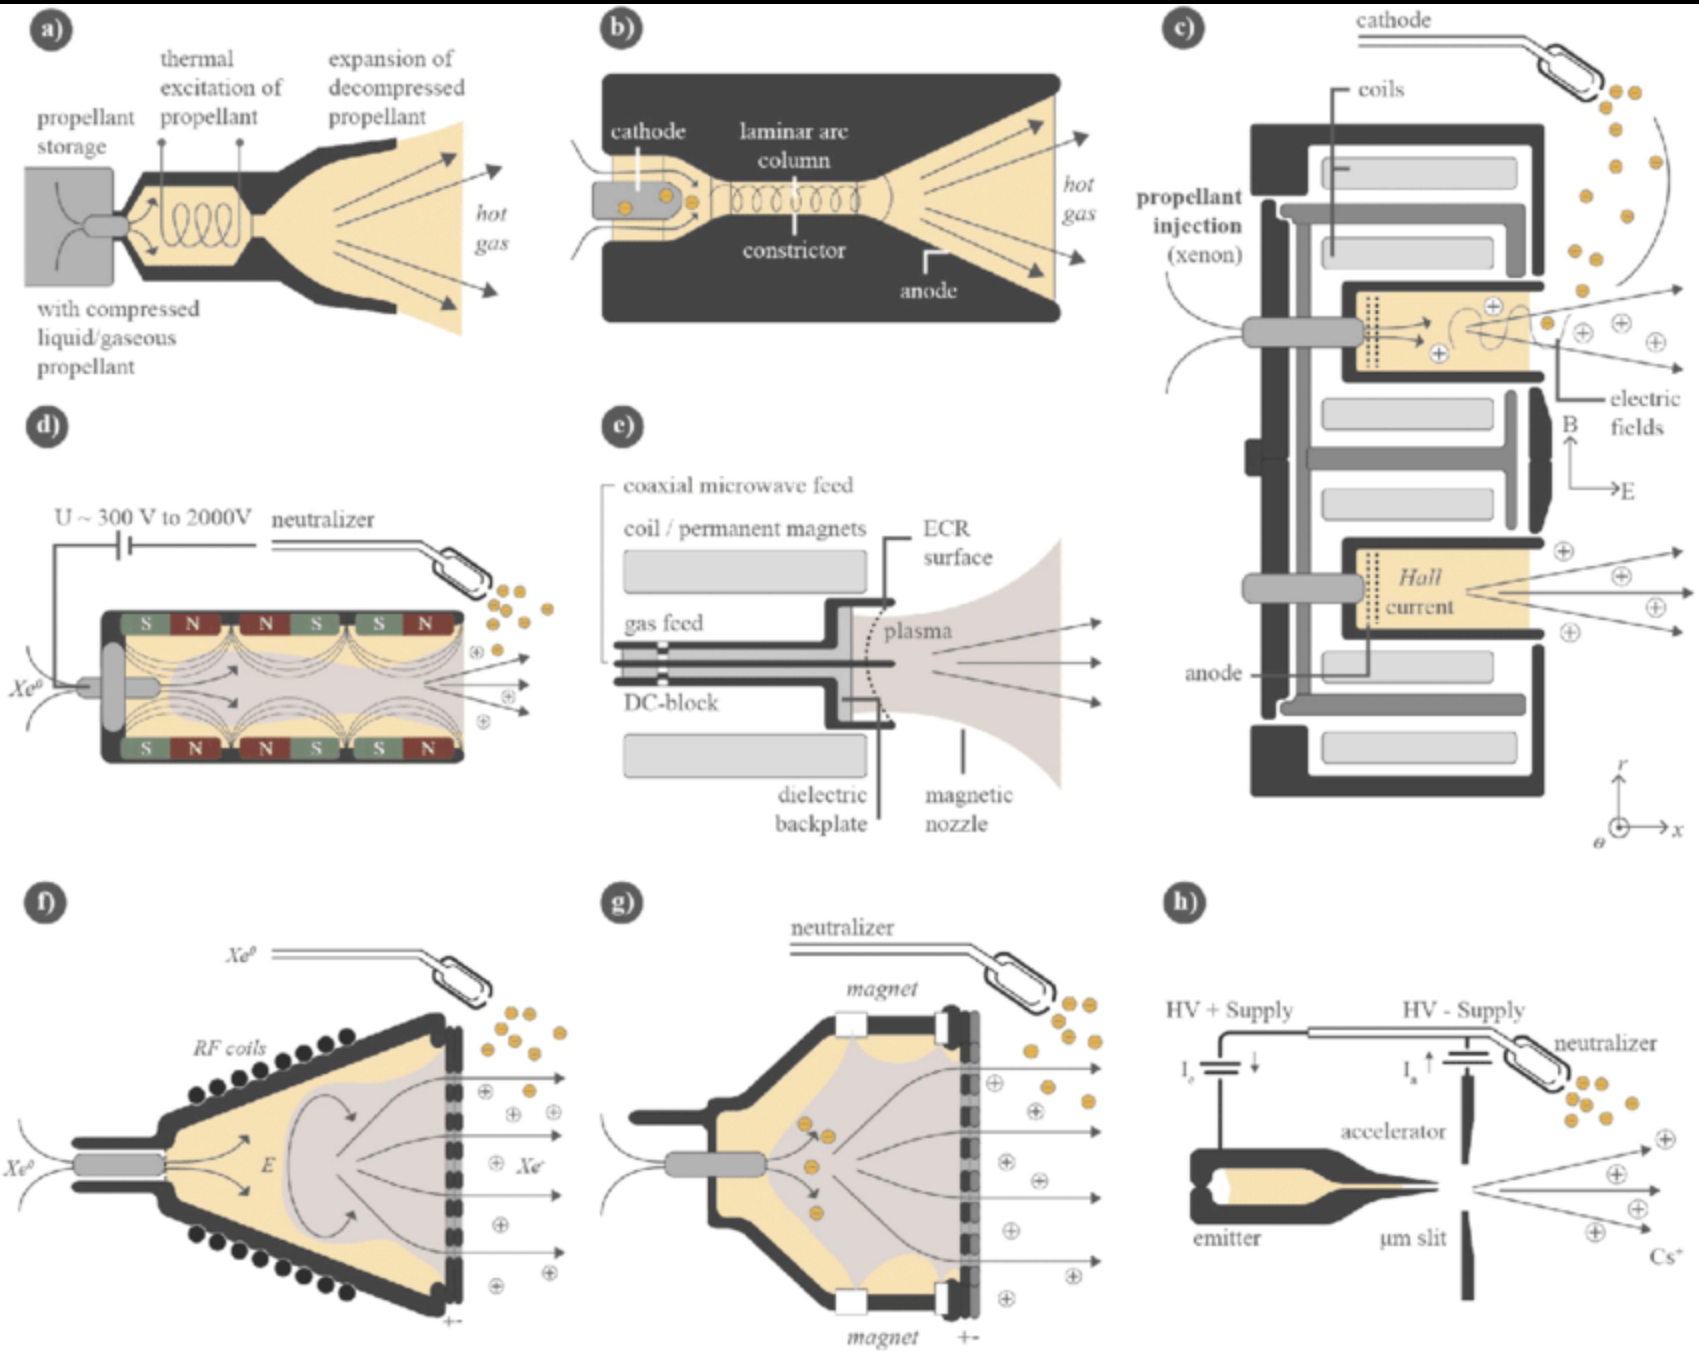 a)
thermal
excitation of
propellant
expansion of
decompressed
propellant
propellant
storage
hot
gas
with compressed
liquid/gaseous
propellant
b)
cathode
laminar arc
column
constrictor
anode
hot
gas
c)
cathode
coils
propellant
injection
(xenon)
electric
fields
B
E
Hall
current
anode
r
x
θ
d)
U ~ 300 V to 2000V
neutralizer
S N N S S N
Xe⁰
S N N S S N
e)
coaxial microwave feed
coil / permanent magnets
ECR
surface
gas feed
plasma
DC-block
dielectric
backplate
magnetic
nozzle
f)
Xe⁰
RF coils
Xe⁰
E
+-
g)
neutralizer
magnet
magnet
+-
h)
HV + Supply
HV - Supply
neutralizer
accelerator
emitter
μm slit
Cs⁺